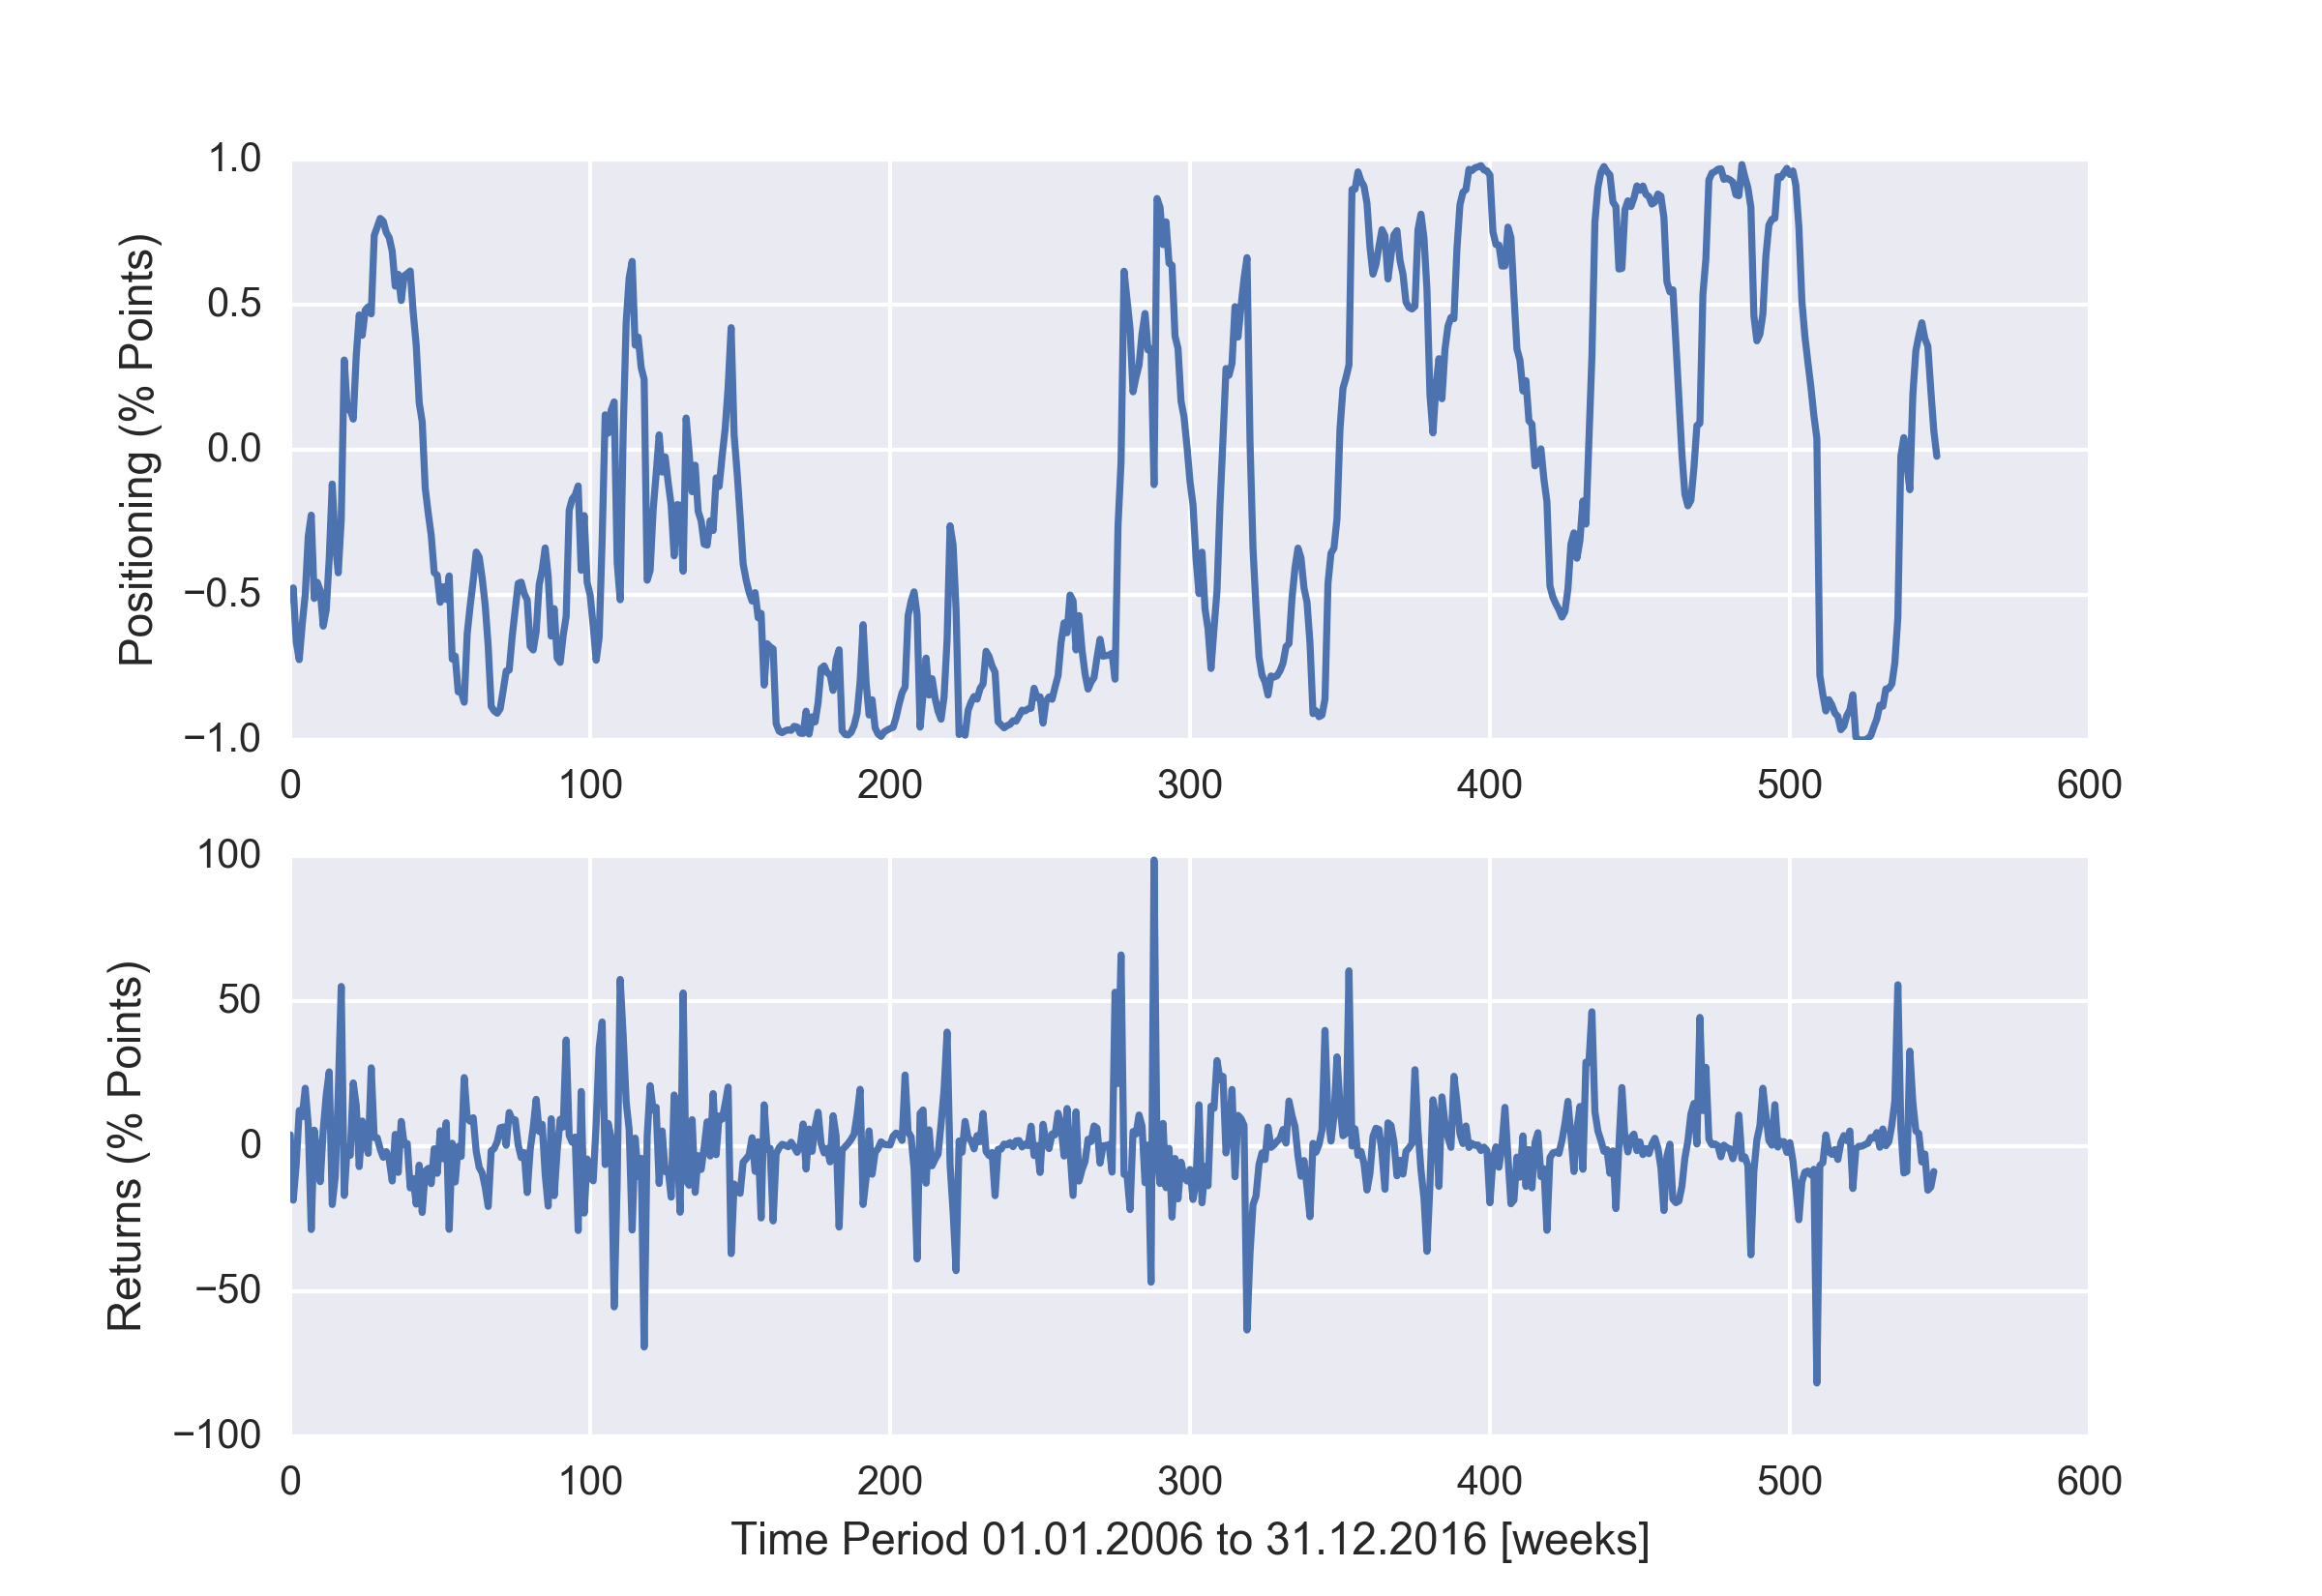 Positioning (% Points)
1.0
0.5
0.0
−0.5
−1.0
0 100 200 300 400 500 600
Returns (% Points)
100
50
0
−50
−100
0 100 200 300 400 500 600
Time Period 01.01.2006 to 31.12.2016 [weeks]